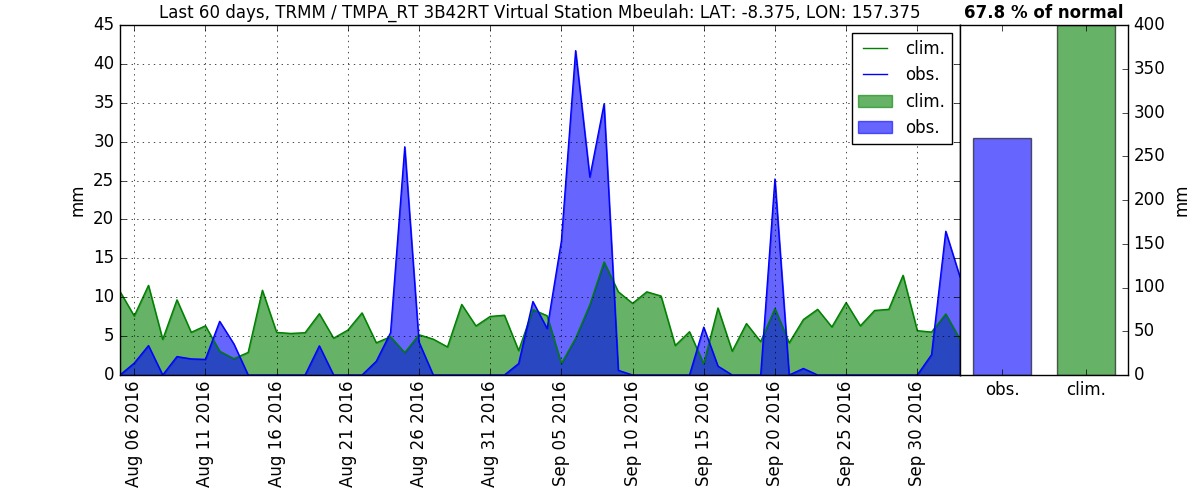 Last 60 days, TRMM / TMPA_RT 3B42RT Virtual Station Mbeulah: LAT: -8.375, LON: 157.375
67.8 % of normal
45
40
35
30
25
20
15
10
5
0
mm
clim.
obs.
clim.
obs.
400
350
300
250
200
150
100
50
0
mm
Aug 06 2016
Aug 11 2016
Aug 16 2016
Aug 21 2016
Aug 26 2016
Aug 31 2016
Sep 05 2016
Sep 10 2016
Sep 15 2016
Sep 20 2016
Sep 25 2016
Sep 30 2016
obs.
clim.